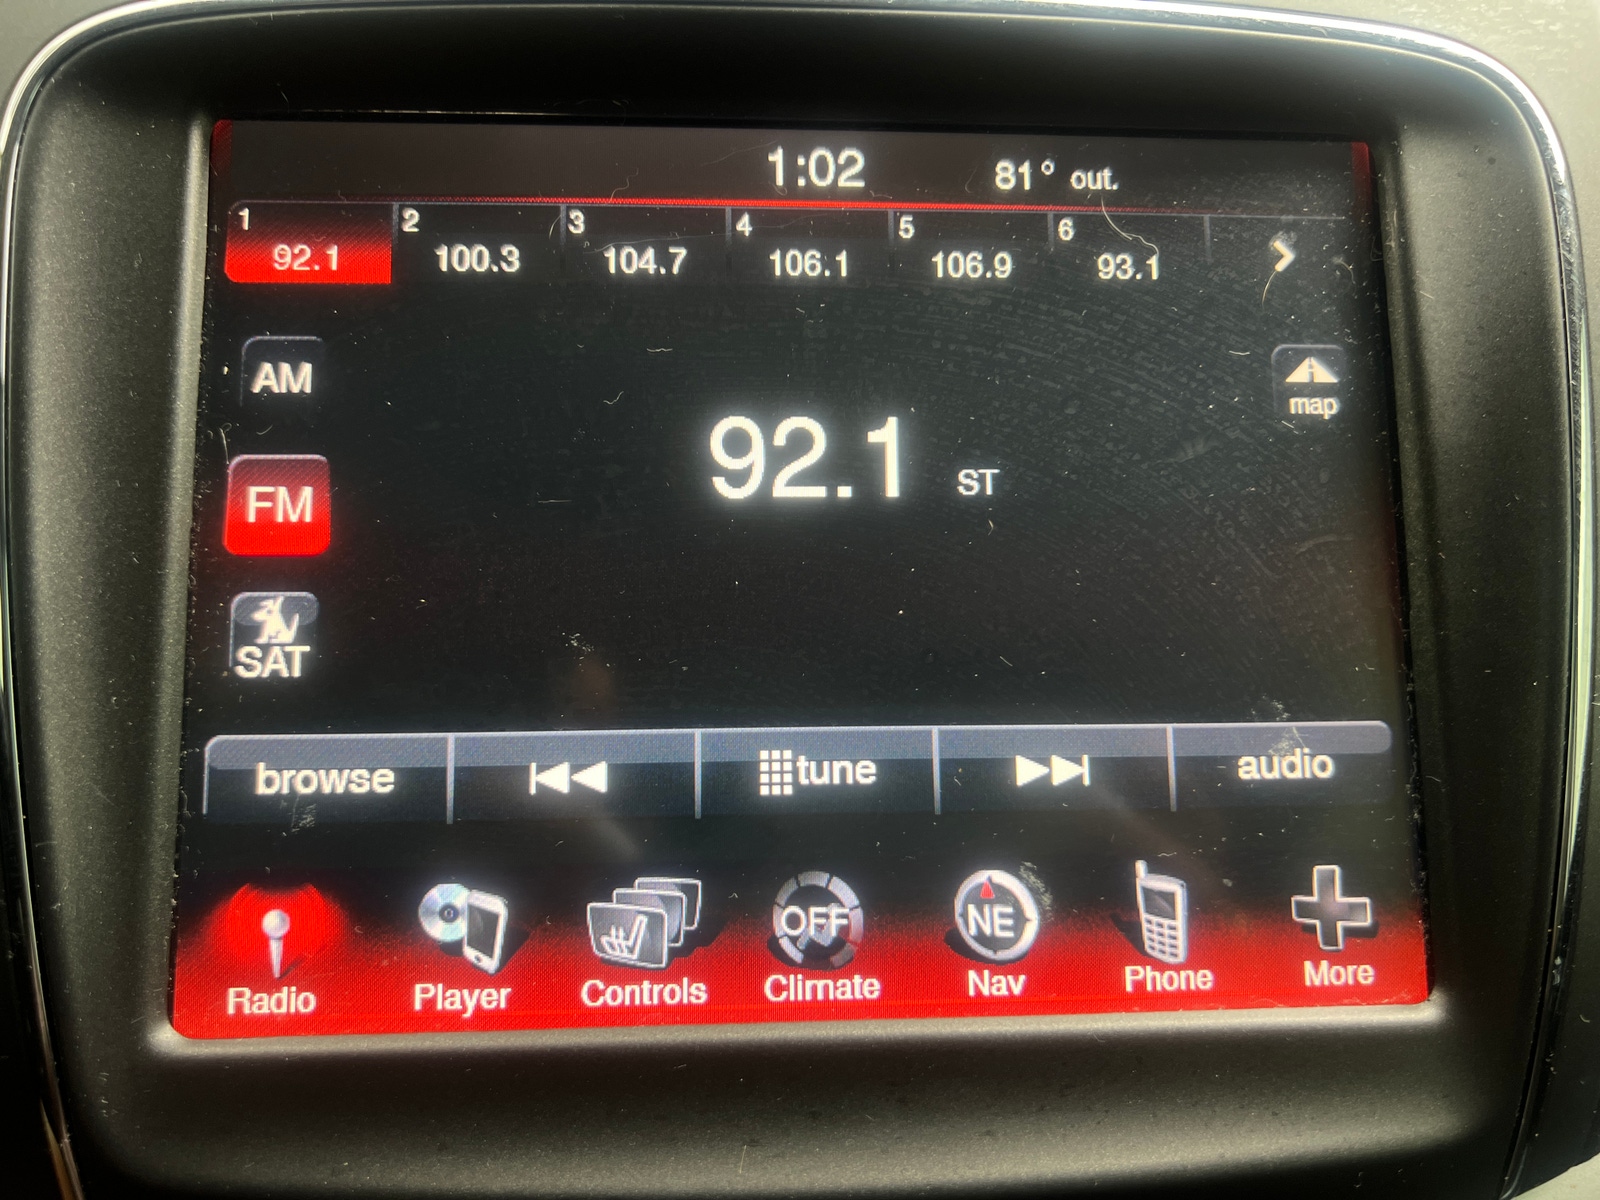 1:02 81° out.
1 2 3 4 5 6
92.1 100.3 104.7 106.1 106.9 93.1
AM
map
92.1 ST
FM
SAT
browse tune audio
OFF NE
Radio Player Controls Climate Nav Phone More